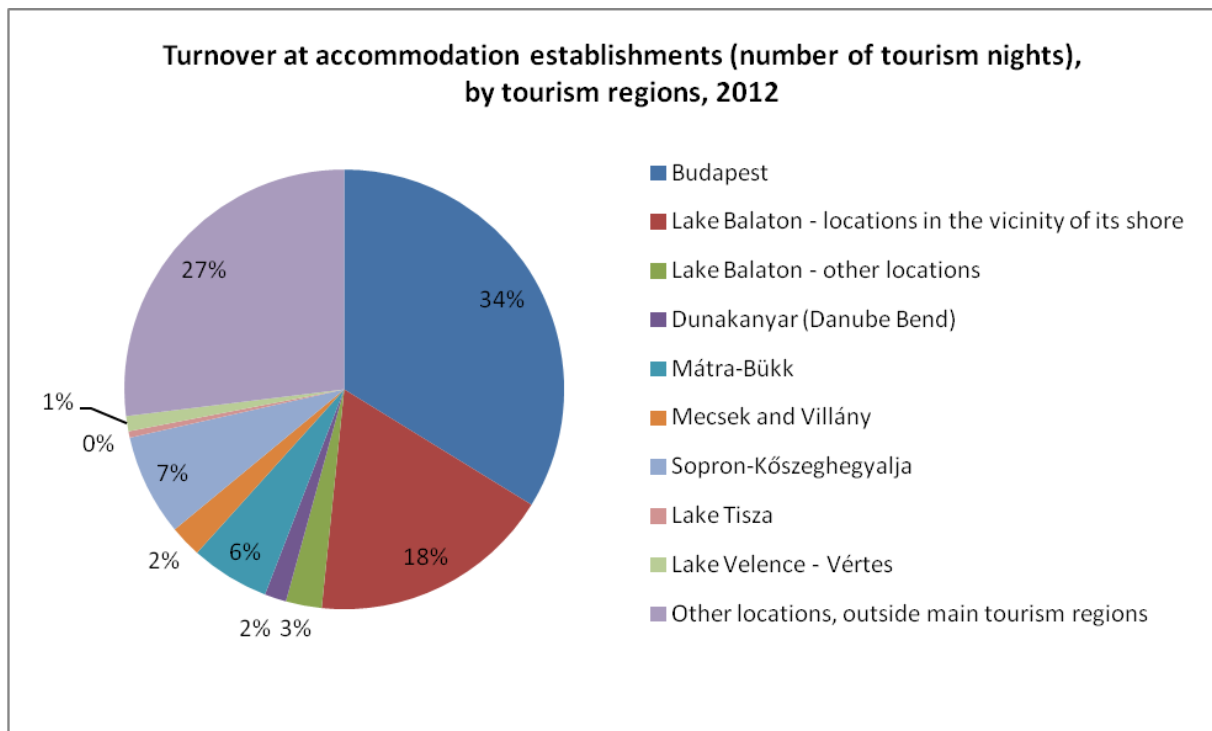 Turnover at accommodation establishments (number of tourism nights),
by tourism regions, 2012
34%
18%
3%
2%
6%
2%
7%
0%
1%
27%
Budapest
Lake Balaton - locations in the vicinity of its shore
Lake Balaton - other locations
Dunakanyar (Danube Bend)
Mátra-Bükk
Mecsek and Villány
Sopron-Kőszeghegyalja
Lake Tisza
Lake Velence - Vértes
Other locations, outside main tourism regions